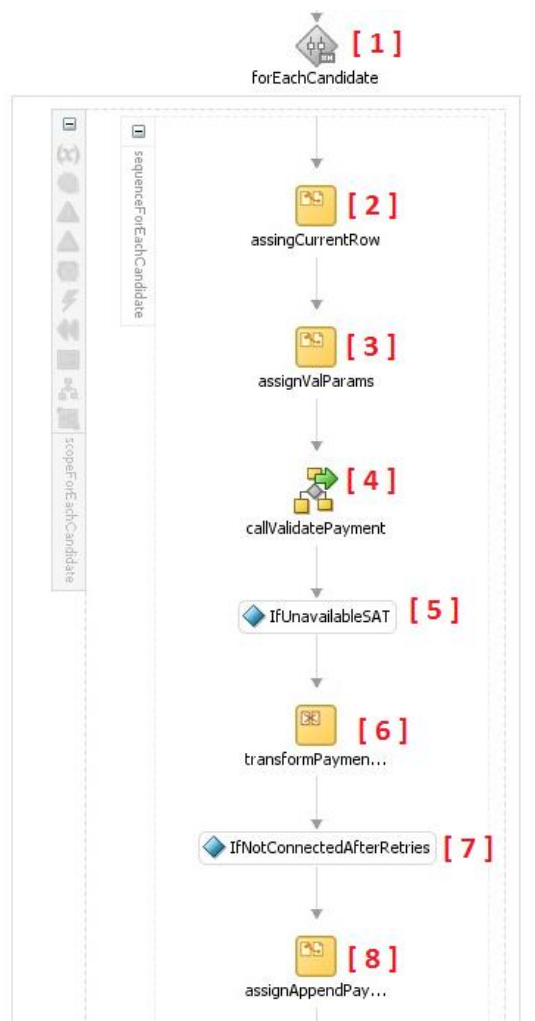 [ 1 ]
forEachCandidate
(x)
sequenceForEachCandidate
[ 2 ]
assingCurrentRow
[ 3 ]
assignValParams
scopeForEachCandidate
[ 4 ]
callValidatePayment
IfUnavailableSAT [ 5 ]
[ 6 ]
transformPaymen...
IfNotConnectedAfterRetries [ 7 ]
[ 8 ]
assignAppendPay...